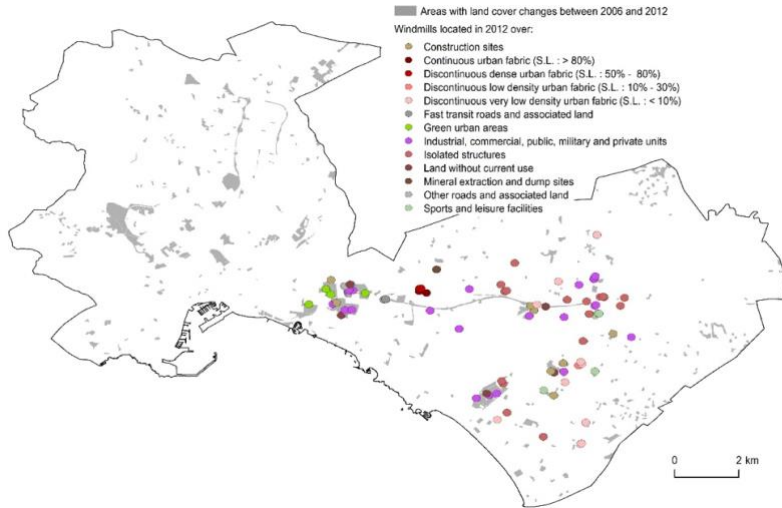 Areas with land cover changes between 2006 and 2012
Windmills located in 2012 over:
Construction sites
Continuous urban fabric (S.L. : > 80%)
Discontinuous dense urban fabric (S.L. : 50% - 80%)
Discontinuous low density urban fabric (S.L. : 10% - 30%)
Discontinuous very low density urban fabric (S.L. : < 10%)
Fast transit roads and associated land
Green urban areas
Industrial, commercial, public, military and private units
Isolated structures
Land without current use
Mineral extraction and dump sites
Other roads and associated land
Sports and leisure facilities
0 2 km